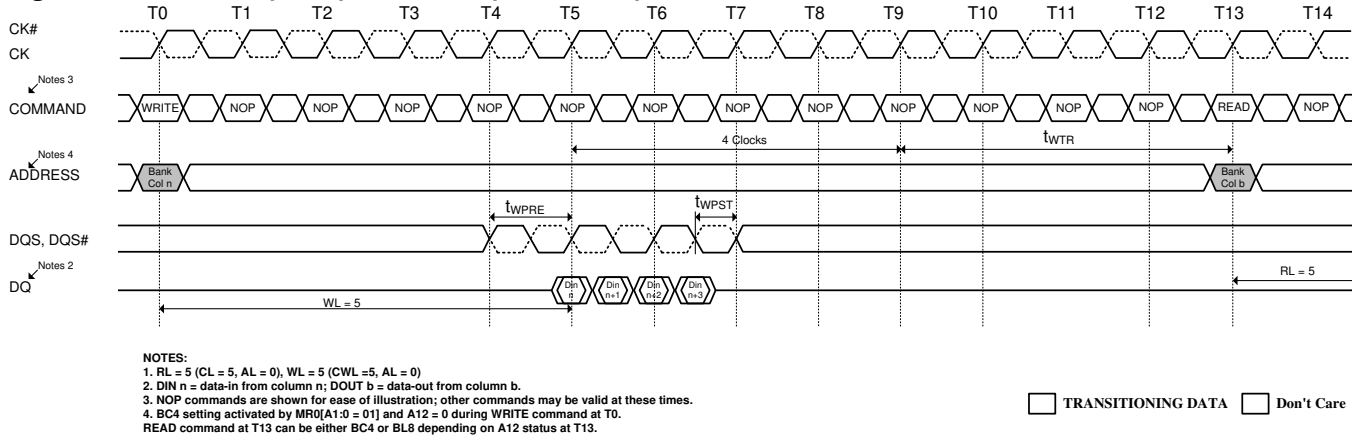 T0 T1 T2 T3 T4 T5 T6 T7 T8 T9 T10 T11 T12 T13 T14
CK#
CK
Notes 3
COMMAND
WRITE NOP NOP NOP NOP NOP NOP NOP NOP NOP NOP NOP NOP READ NOP
4 Clocks
tWTR
Notes 4
ADDRESS
Bank
Col n
Bank
Col b
tWPRE
tWPST
DQS, DQS#
Notes 2
DQ
Din
n
Din
n+1
Din
n+2
Din
n+3
RL = 5
WL = 5
NOTES:
1. RL = 5 (CL = 5, AL = 0), WL = 5 (CWL =5, AL = 0)
2. DIN n = data-in from column n; DOUT b = data-out from column b.
3. NOP commands are shown for ease of illustration; other commands may be valid at these times.
4. BC4 setting activated by MR0[A1:0 = 01] and A12 = 0 during WRITE command at T0.
READ command at T13 can be either BC4 or BL8 depending on A12 status at T13.
TRANSITIONING DATA
Don't Care